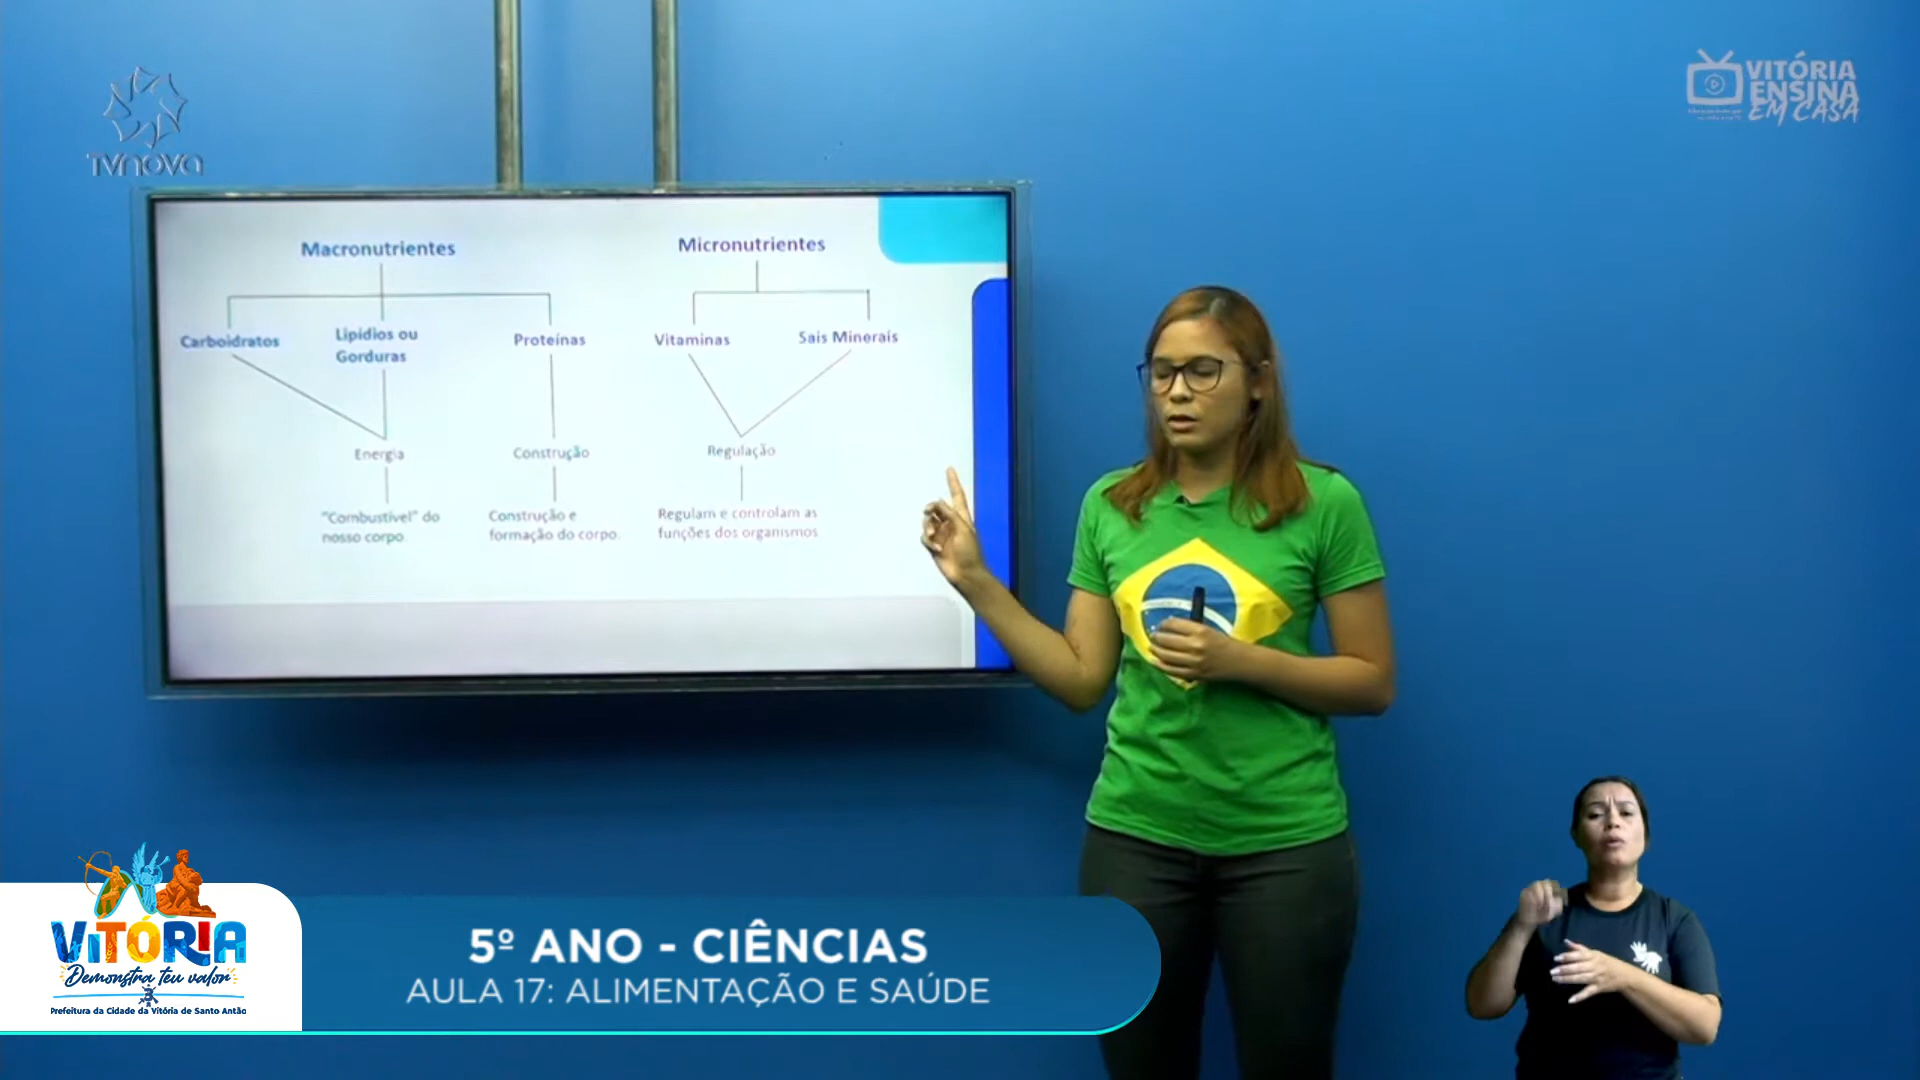 TVNOVA
VITÓRIA
ENSINA
EM CASA
Macronutrientes
Micronutrientes
Carboidratos
Lipídios ou
Gorduras
Proteínas
Vitaminas
Sais Minerais
Energia
Construção
Regulação
"Combustível" do
nosso corpo.
Construção e
formação do corpo.
Regulam e controlam as
funções dos organismos
VITÓRIA
Demonstra teu valor
Prefeitura da Cidade da Vitória de Santo Antão
5º ANO - CIÊNCIAS
AULA 17: ALIMENTAÇÃO E SAÚDE